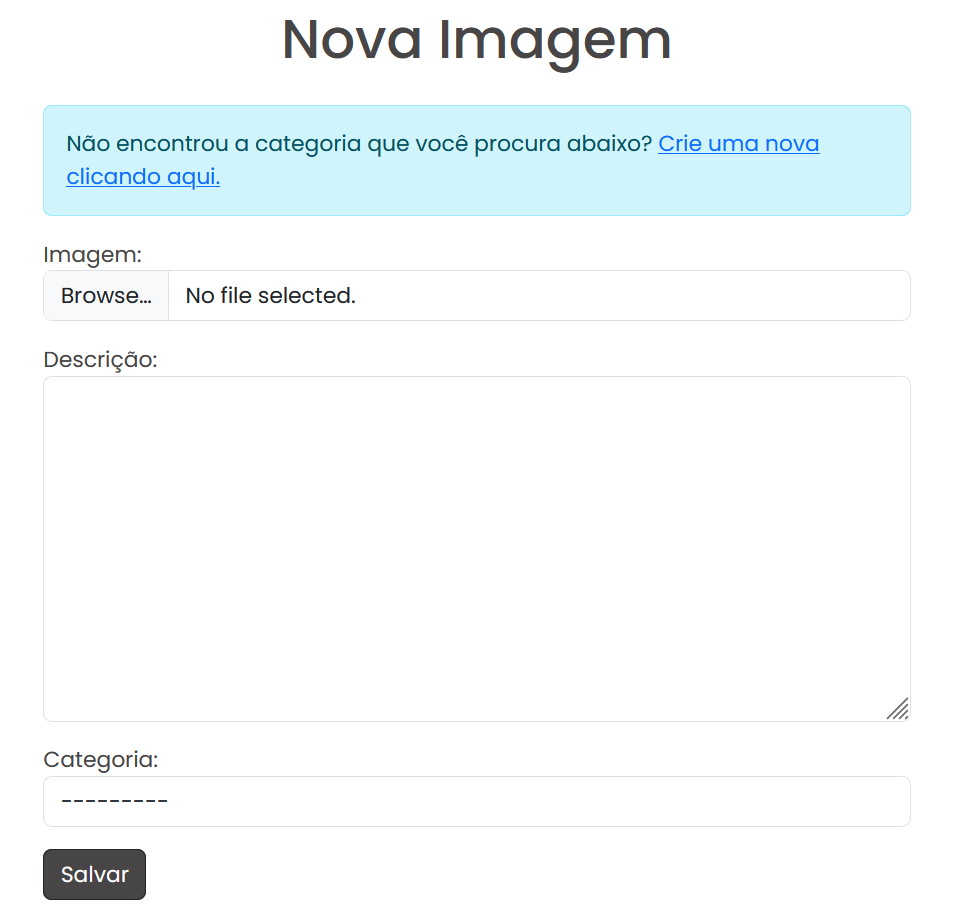 Nova Imagem
Não encontrou a categoria que você procura abaixo? Crie uma nova
clicando aqui.
Imagem:
Browse... No file selected.
Descrição:
Categoria:
---------
Salvar